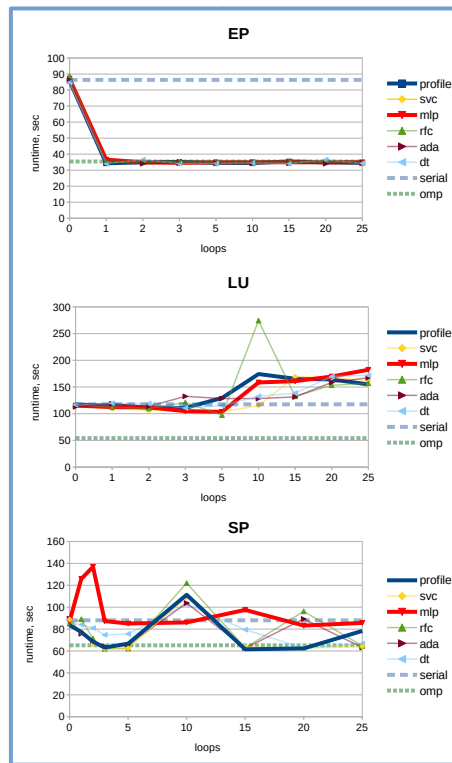 EP
100
90
80
70
60
50
40
30
20
10
0
0 1 2 3 5 10 15 20 25
runtime, sec
loops
profile
svc
mlp
rfc
ada
dt
serial
omp
LU
300
250
200
150
100
50
0
0 1 2 3 5 10 15 20 25
runtime, sec
loops
profile
svc
mlp
rfc
ada
dt
serial
omp
SP
160
140
120
100
80
60
40
20
0
0 5 10 15 20 25
runtime, sec
loops
profile
svc
mlp
rfc
ada
dt
serial
omp